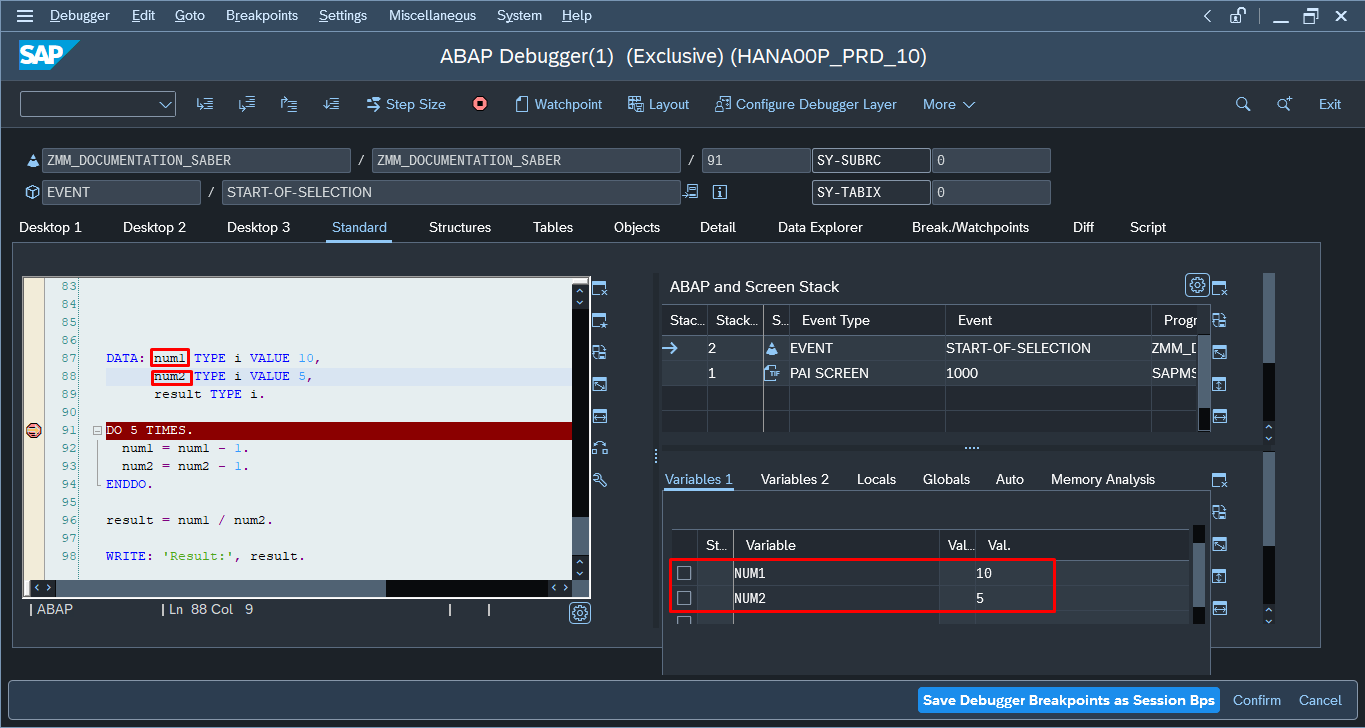 Debugger Edit Goto Breakpoints Settings Miscellaneous System Help
SAP ABAP Debugger(1) (Exclusive) (HANA00P_PRD_10)
Step Size Watchpoint Layout Configure Debugger Layer More Exit
ZMM_DOCUMENTATION_SABER / ZMM_DOCUMENTATION_SABER / 91 SY-SUBRC 0
EVENT / START-OF-SELECTION SY-TABIX 0
Desktop 1 Desktop 2 Desktop 3 Standard Structures Tables Objects Detail Data Explorer Break./Watchpoints Diff Script
83
84
85
86
87 DATA: num1 TYPE i VALUE 10,
88 num2 TYPE i VALUE 5,
89 result TYPE i.
90
91 DO 5 TIMES.
92 num1 = num1 - 1.
93 num2 = num2 - 1.
94 ENDDO.
95
96 result = num1 / num2.
97
98 WRITE: 'Result:', result.
ABAP Ln 88 Col 9
ABAP and Screen Stack
Stac... Stack... S... Event Type Event Progr
2 EVENT START-OF-SELECTION ZMM_D
1 TIF PAI SCREEN 1000 SAPMS
Variables 1 Variables 2 Locals Globals Auto Memory Analysis
St... Variable Val... Val.
NUM1 10
NUM2 5
Save Debugger Breakpoints as Session Bps Confirm Cancel